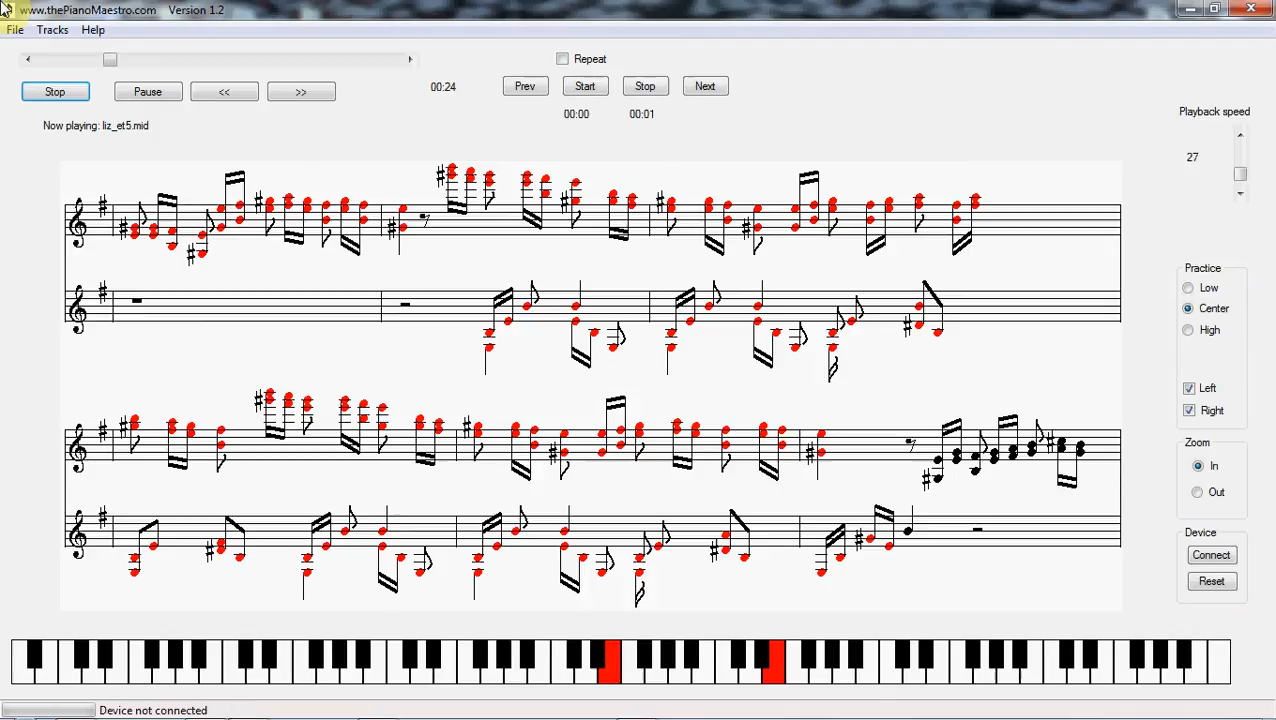 www.thePianoMaestro.com Version 1.2
File Tracks Help
Repeat
Stop Pause << >> 00:24 Prev Start Stop Next
00:00 00:01
Playback speed
Now playing: liz_et5.mid
27
Practice
Low
Center
High
Left
Right
Zoom
In
Out
Device
Connect
Reset
Device not connected